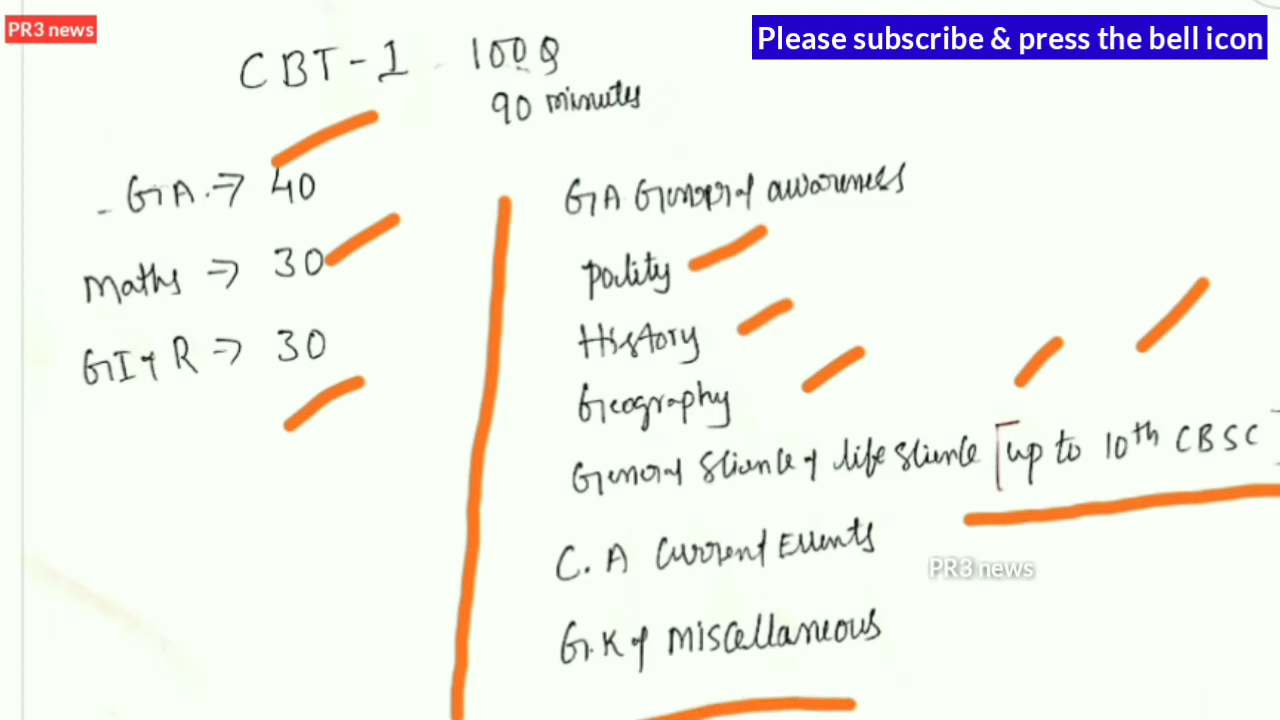 PR3 news
Please subscribe & press the bell icon
CBT-1 100Q
90 minutes
GA. => 40
Maths => 30
GI & R => 30
GA General awareness
Polity
History
Geography
General Science & life Science [up to 10th CBSC]
C. A Current Events
G.K & Miscellaneous
PR3 news